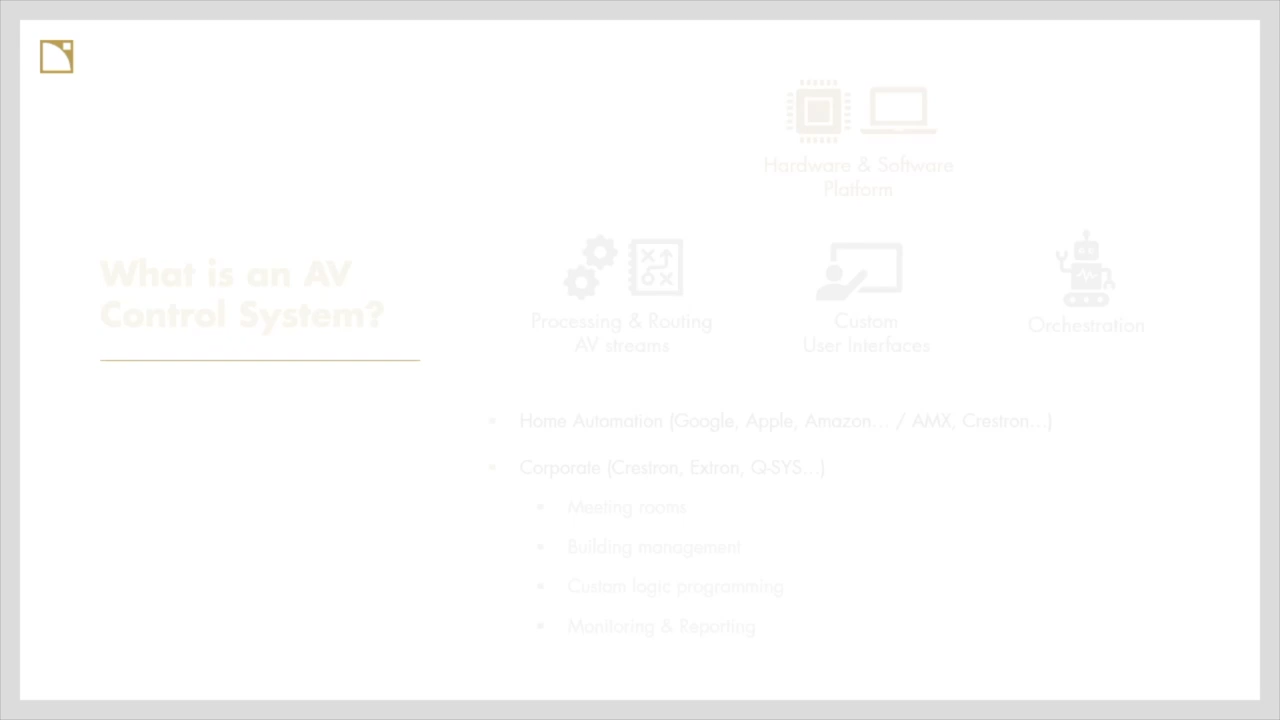 Hardware & Software
Platform
What is an AV
Control System?
Processing & Routing
AV streams
Custom
User Interfaces
Orchestration
Home Automation (Google, Apple, Amazon... / AMX, Crestron...)
Corporate (Crestron, Extron, Q-SYS...)
Meeting rooms
Building management
Custom logic programming
Monitoring & Reporting